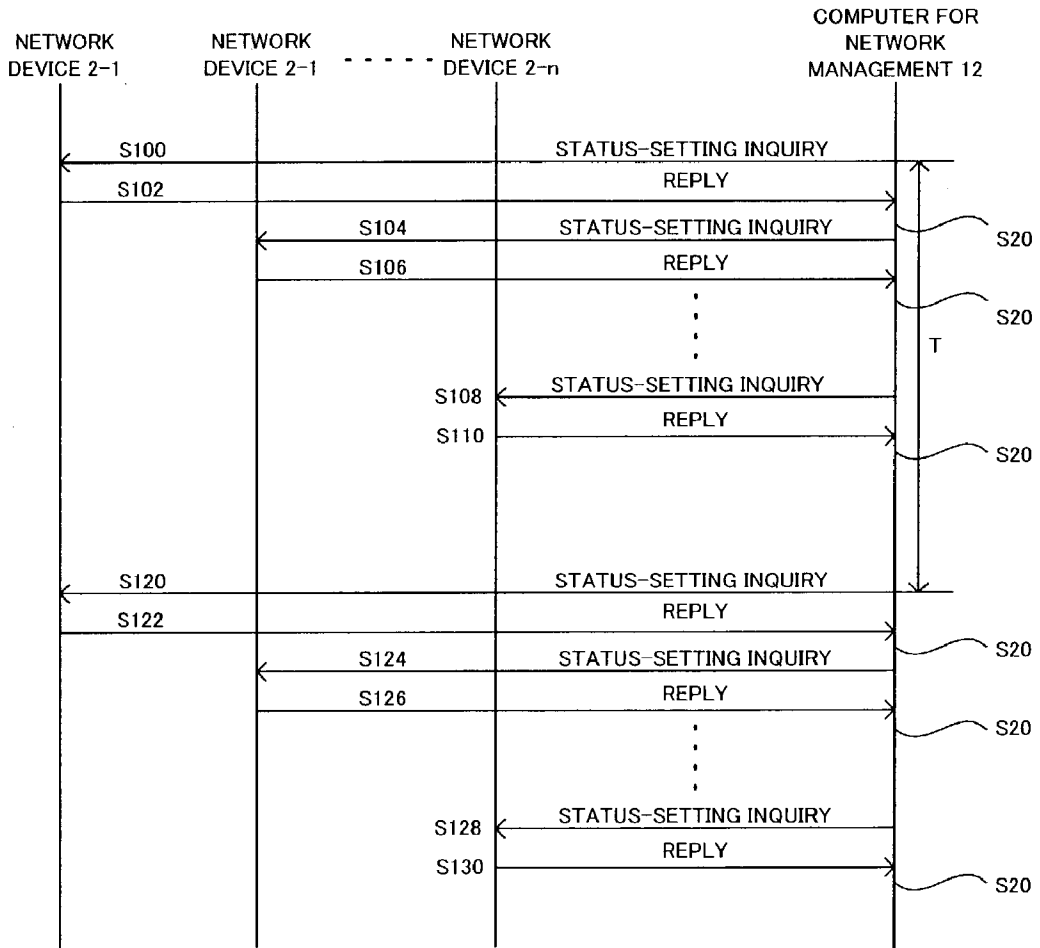 NETWORK
DEVICE 2-1
NETWORK
DEVICE 2-1
NETWORK
DEVICE 2-n
COMPUTER FOR
NETWORK
MANAGEMENT 12
S100
STATUS-SETTING INQUIRY
S102
REPLY
S104
STATUS-SETTING INQUIRY
S20
S106
REPLY
S20
T
S108
STATUS-SETTING INQUIRY
S110
REPLY
S20
S120
STATUS-SETTING INQUIRY
S122
REPLY
S20
S124
STATUS-SETTING INQUIRY
S126
REPLY
S20
S128
STATUS-SETTING INQUIRY
S130
REPLY
S20